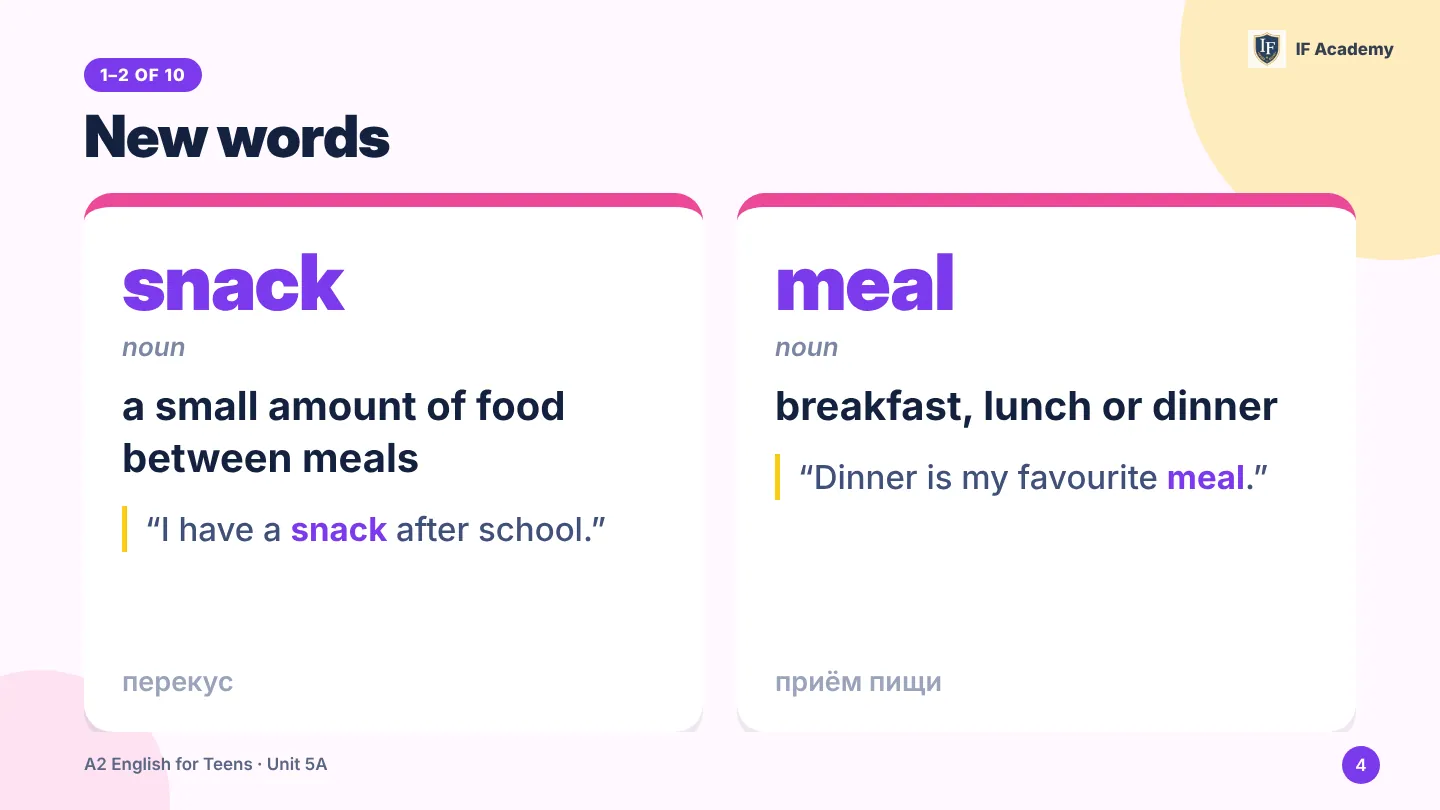 IF
IF Academy
1–2 OF 10
New words
snack
noun
a small amount of food
between meals
“I have a snack after school.”
перекус
meal
noun
breakfast, lunch or dinner
“Dinner is my favourite meal.”
приём пищи
A2 English for Teens · Unit 5A
4